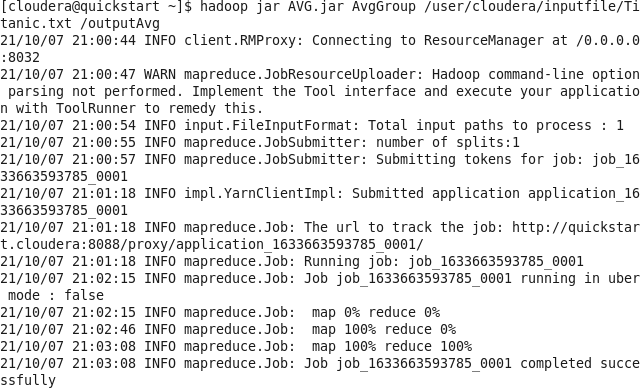 [cloudera@quickstart ~]$ hadoop jar AVG.jar AvgGroup /user/cloudera/inputfile/Ti
tanic.txt /outputAvg
21/10/07 21:00:44 INFO client.RMProxy: Connecting to ResourceManager at /0.0.0.0
:8032
21/10/07 21:00:47 WARN mapreduce.JobResourceUploader: Hadoop command-line option
 parsing not performed. Implement the Tool interface and execute your applicatio
n with ToolRunner to remedy this.
21/10/07 21:00:54 INFO input.FileInputFormat: Total input paths to process : 1
21/10/07 21:00:55 INFO mapreduce.JobSubmitter: number of splits:1
21/10/07 21:00:57 INFO mapreduce.JobSubmitter: Submitting tokens for job: job_16
33663593785_0001
21/10/07 21:01:18 INFO impl.YarnClientImpl: Submitted application application_16
33663593785_0001
21/10/07 21:01:18 INFO mapreduce.Job: The url to track the job: http://quickstar
t.cloudera:8088/proxy/application_1633663593785_0001/
21/10/07 21:01:18 INFO mapreduce.Job: Running job: job_1633663593785_0001
21/10/07 21:02:15 INFO mapreduce.Job: Job job_1633663593785_0001 running in uber
 mode : false
21/10/07 21:02:15 INFO mapreduce.Job:  map 0% reduce 0%
21/10/07 21:02:46 INFO mapreduce.Job:  map 100% reduce 0%
21/10/07 21:03:08 INFO mapreduce.Job:  map 100% reduce 100%
21/10/07 21:03:08 INFO mapreduce.Job: Job job_1633663593785_0001 completed succe
ssfully